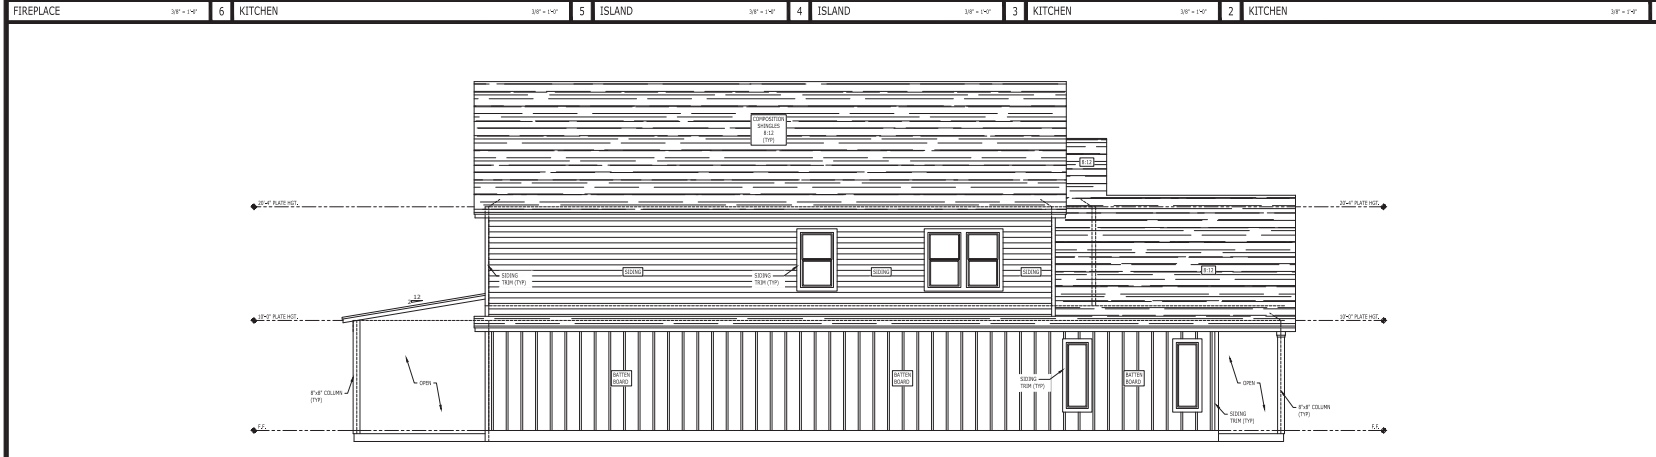 FIREPLACE 3/8" = 1'-0" 6 KITCHEN 3/8" = 1'-0" 5 ISLAND 3/8" = 1'-0" 4 ISLAND 3/8" = 1'-0" 3 KITCHEN 3/8" = 1'-0" 2 KITCHEN 3/8" = 1'-0"
COMPOSITION
SHINGLES
8:12
(TYP)
8:12
20'-4" PLATE HGT.
20'-4" PLATE HGT.
SIDING
TRIM (TYP)
SIDING
SIDING
TRIM (TYP)
SIDING
SIDING
8:12
12
2
10'-0" PLATE HGT.
10'-0" PLATE HGT.
8"x8" COLUMN
(TYP)
OPEN
BATTEN
BOARD
BATTEN
BOARD
SIDING
TRIM (TYP)
BATTEN
BOARD
OPEN
8"x8" COLUMN
(TYP)
SIDING
TRIM (TYP)
F.F.
F.F.